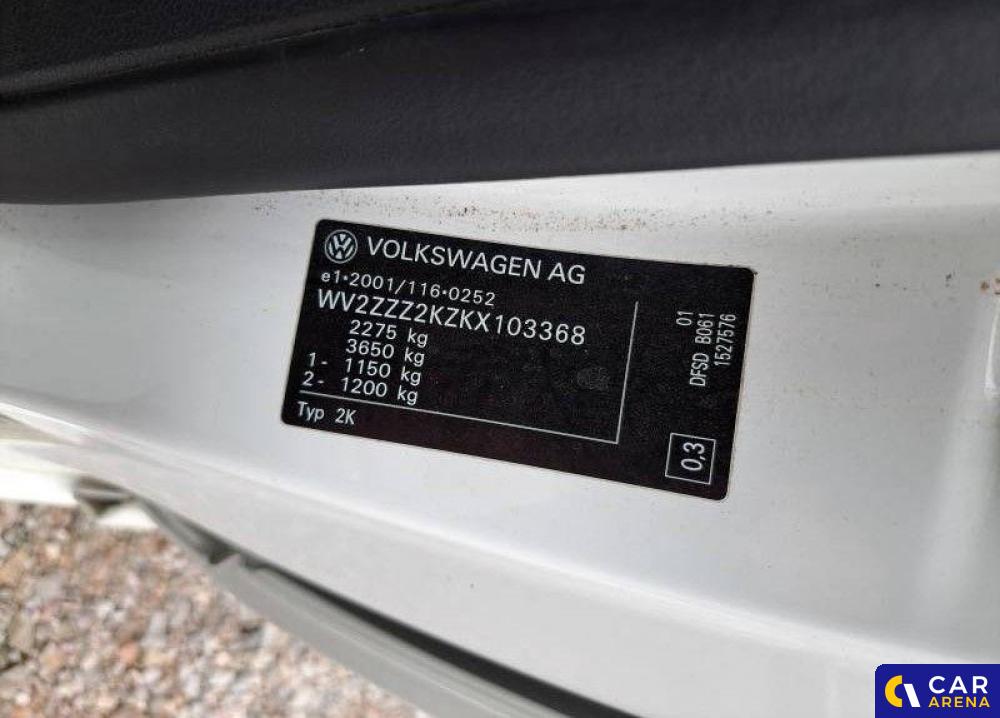 VOLKSWAGEN AG
e1*2001/116*0252
WV2ZZZ2KZKX103368
2275 kg
3650 kg
1- 1150 kg
2- 1200 kg
Typ 2K
01
DFSD B061
1527576
0,3
CAR
ARENA